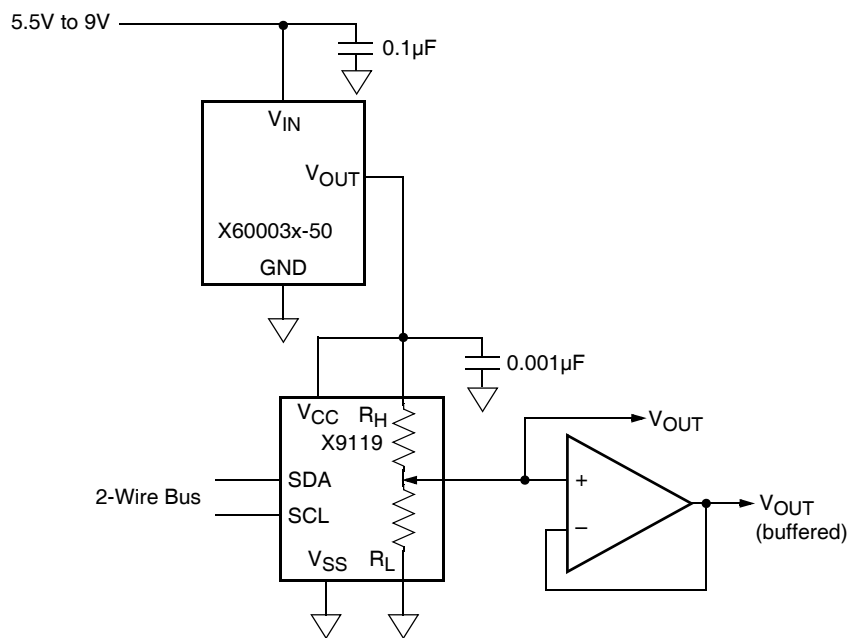 5.5V to 9V
0.1µF
VIN
VOUT
X60003x-50
GND
0.001µF
VCC
RH
X9119
VOUT
SDA
+
2-Wire Bus
VOUT
(buffered)
SCL
–
VSS
RL